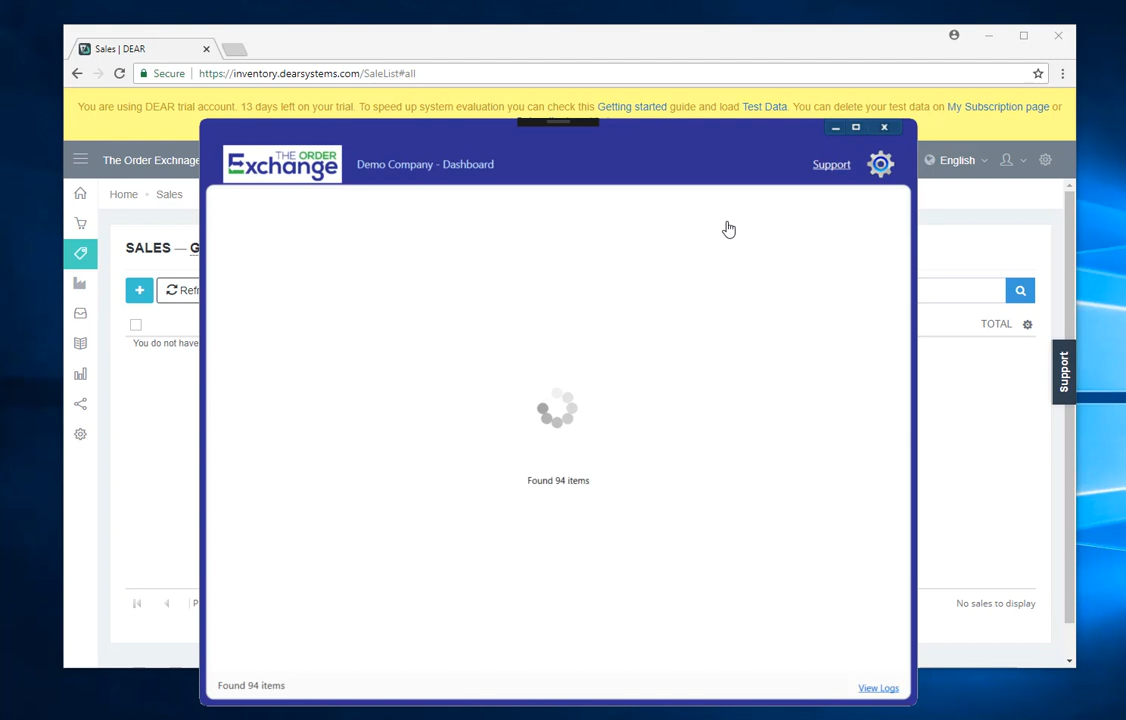 Sales | DEAR
Secure https://inventory.dearsystems.com/SaleList#all
You are using DEAR trial account. 13 days left on your trial. To speed up system evaluation you can check this Getting started guide and load Test Data. You can delete your test data on My Subscription page or
The Order Exchnage
THE ORDER
Exchange
Demo Company - Dashboard
Support
English
Home Sales
SALES — G
+ Refr
TOTAL
You do not have
Support
Found 94 items
P
No sales to display
Found 94 items
View Logs